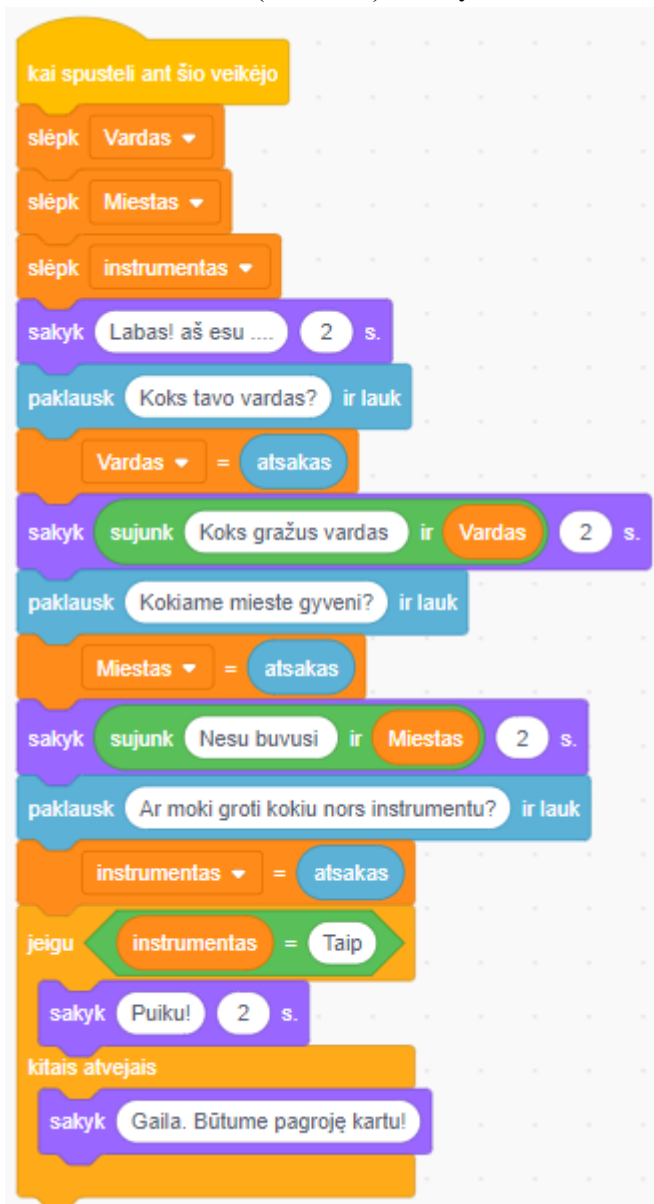 kai spusteli ant šio veikėjo
slėpk Vardas
slėpk Miestas
slėpk instrumentas
sakyk Labas! aš esu .... 2 s.
paklausk Koks tavo vardas? ir lauk
Vardas = atsakas
sakyk sujunk Koks gražus vardas ir Vardas 2 s.
paklausk Kokiame mieste gyveni? ir lauk
Miestas = atsakas
sakyk sujunk Nesu buvusi ir Miestas 2 s.
paklausk Ar moki groti kokiu nors instrumentu? ir lauk
instrumentas = atsakas
jeigu instrumentas = Taip
sakyk Puiku! 2 s.
kitais atvejais
sakyk Gaila. Būtume pagroję kartu!